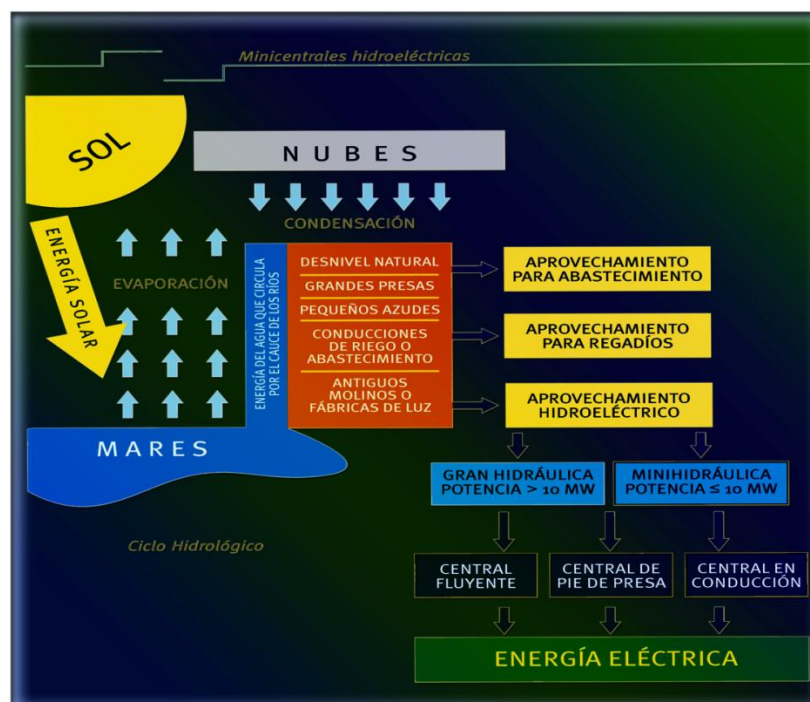 Minicentrales hidroeléctricas
SOL
NUBES
CONDENSACIÓN
ENERGÍA SOLAR
EVAPORACIÓN
ENERGÍA DEL AGUA QUE CIRCULA
POR EL CAUCE DE LOS RÍOS
DESNIVEL NATURAL
GRANDES PRESAS
PEQUEÑOS AZUDES
CONDUCCIONES
DE RIEGO O
ABASTECIMIENTO
ANTIGUOS
MOLINOS O
FÁBRICAS DE LUZ
APROVECHAMIENTO
PARA ABASTECIMIENTO
APROVECHAMIENTO
PARA REGADÍOS
APROVECHAMIENTO
HIDROELÉCTRICO
MARES
GRAN HIDRÁULICA
POTENCIA > 10 MW
MINIHIDRÁULICA
POTENCIA ≤ 10 MW
Ciclo Hidrológico
CENTRAL
FLUYENTE
CENTRAL DE
PIE DE PRESA
CENTRAL EN
CONDUCCIÓN
ENERGÍA ELÉCTRICA